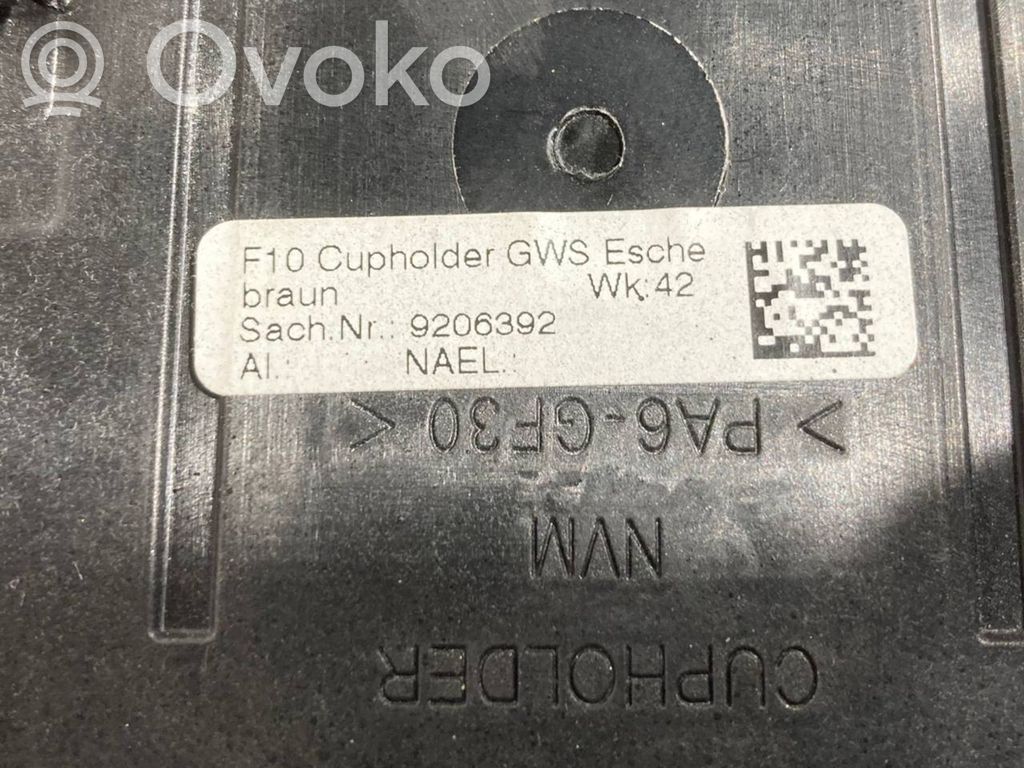 Ovoko
F10 Cupholder GWS Esche
braun Wk:42
Sach.Nr.: 9206392
AI.: NAEL.:
> PA6-GF30 <
NVM
CUPHOLDER